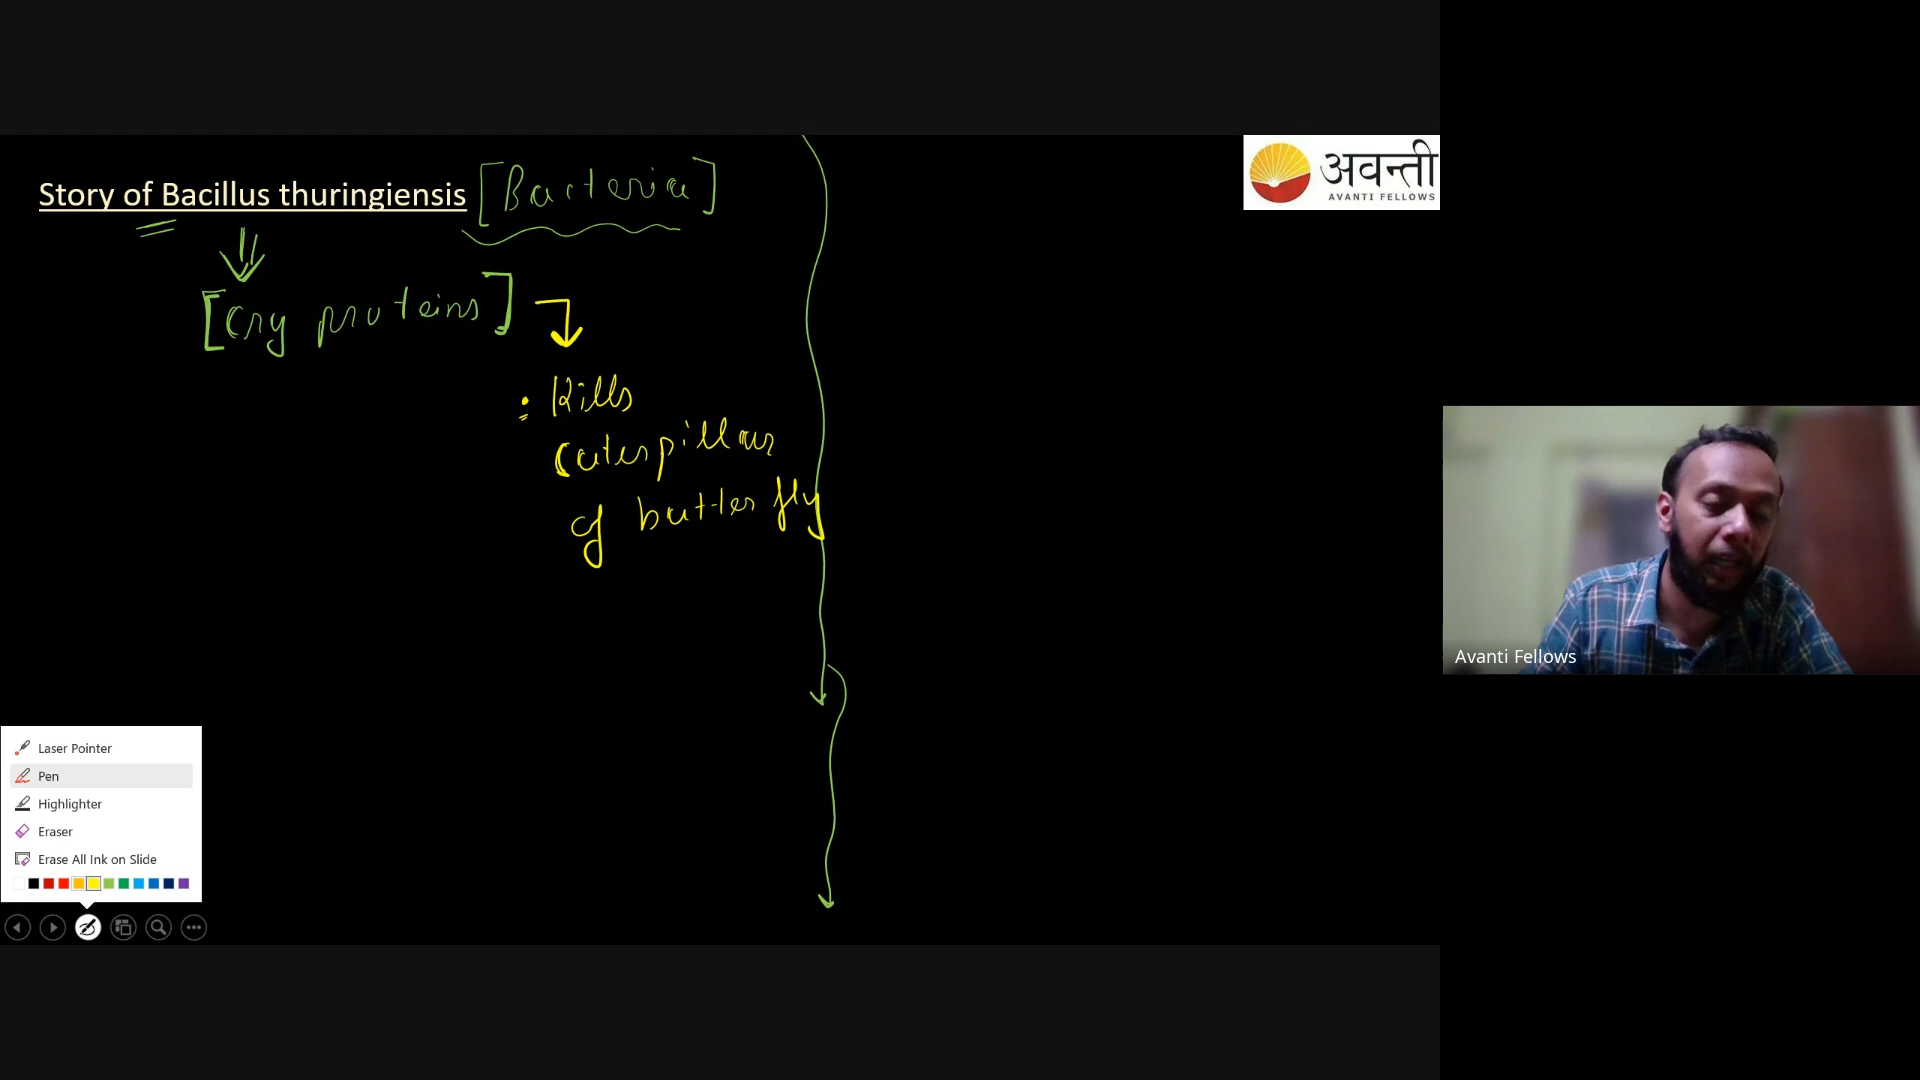 Story of Bacillus thuringiensis [Bacteria]
अवन्ती
AVANTI FELLOWS
[Cry proteins]
• Kills
Caterpillar
of butterfly
Avanti Fellows
Laser Pointer
Pen
Highlighter
Eraser
Erase All Ink on Slide